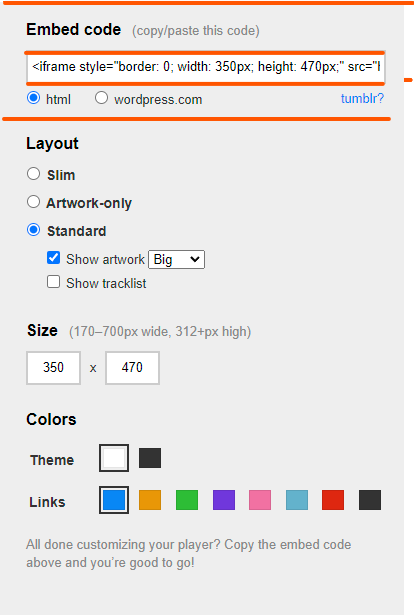 Embed code (copy/paste this code)
<iframe style="border: 0; width: 350px; height: 470px;" src="
html wordpress.com tumblr?
Layout
Slim
Artwork-only
Standard
Show artwork Big
Show tracklist
Size (170–700px wide, 312+px high)
350 x 470
Colors
Theme
Links
All done customizing your player? Copy the embed code
above and you’re good to go!